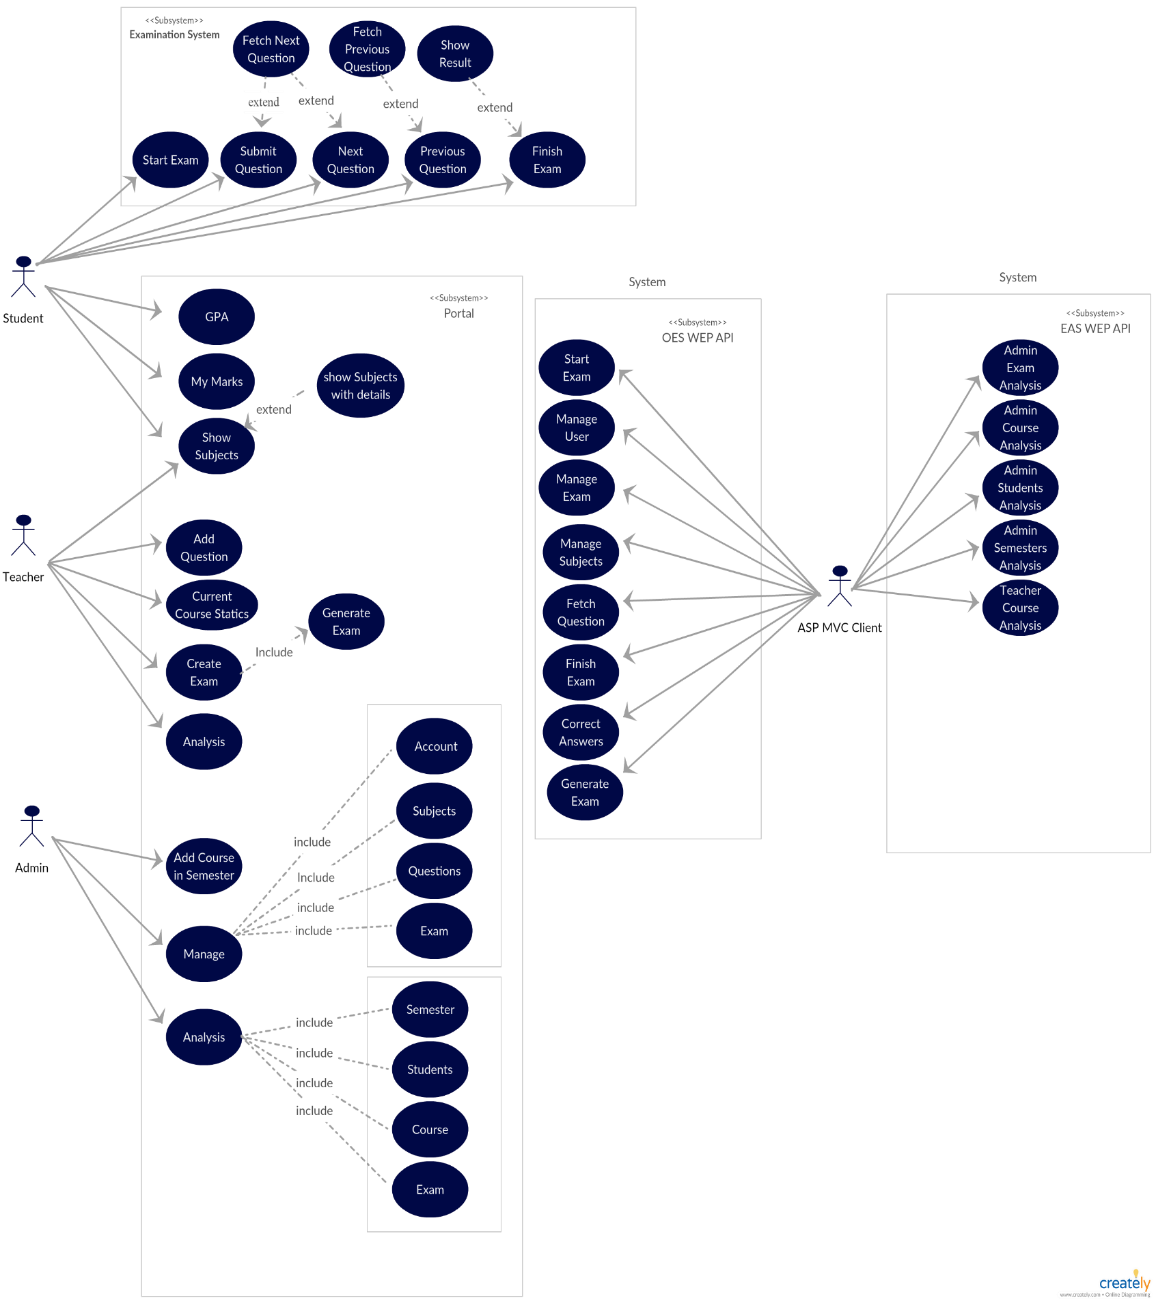 <<Subsystem>>
Examination System
Fetch Next
Question
Fetch
Previous
Question
Show
Result
extend
extend
extend
extend
Start Exam
Submit
Question
Next
Question
Previous
Question
Finish
Exam
Student
<<Subsystem>>
Portal
GPA
My Marks
show Subjects
with details
extend
Show
Subjects
Teacher
Add
Question
Current
Course Statics
Generate
Exam
Include
Create
Exam
Analysis
Admin
Add Course
in Semester
Manage
Analysis
Account
Subjects
Questions
Exam
include
Include
include
include
Semester
Students
Course
Exam
include
include
include
include
System
<<Subsystem>>
OES WEP API
Start
Exam
Manage
User
Manage
Exam
Manage
Subjects
Fetch
Question
Finish
Exam
Correct
Answers
Generate
Exam
ASP MVC Client
System
<<Subsystem>>
EAS WEP API
Admin
Exam
Analysis
Admin
Course
Analysis
Admin
Students
Analysis
Admin
Semesters
Analysis
Teacher
Course
Analysis
creately
www.creately.com • Online Diagramming